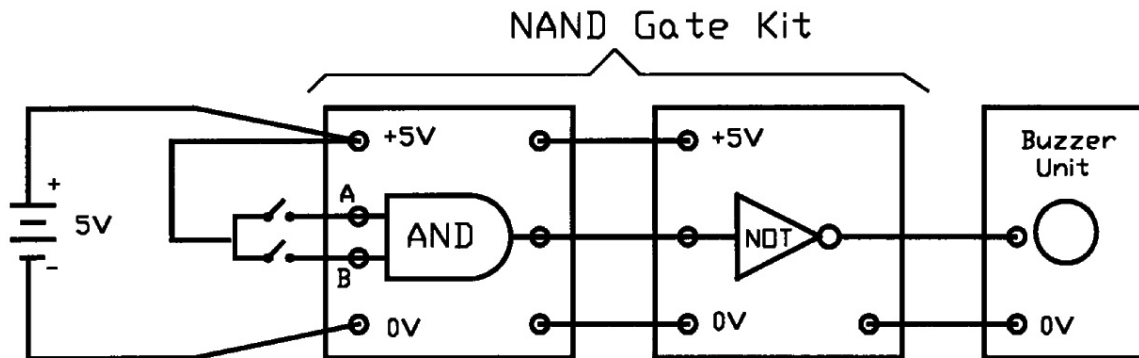 NAND Gate Kit
+5V
+5V
Buzzer
Unit
+
5V
-
A
B
AND
NOT
0V
0V
0V